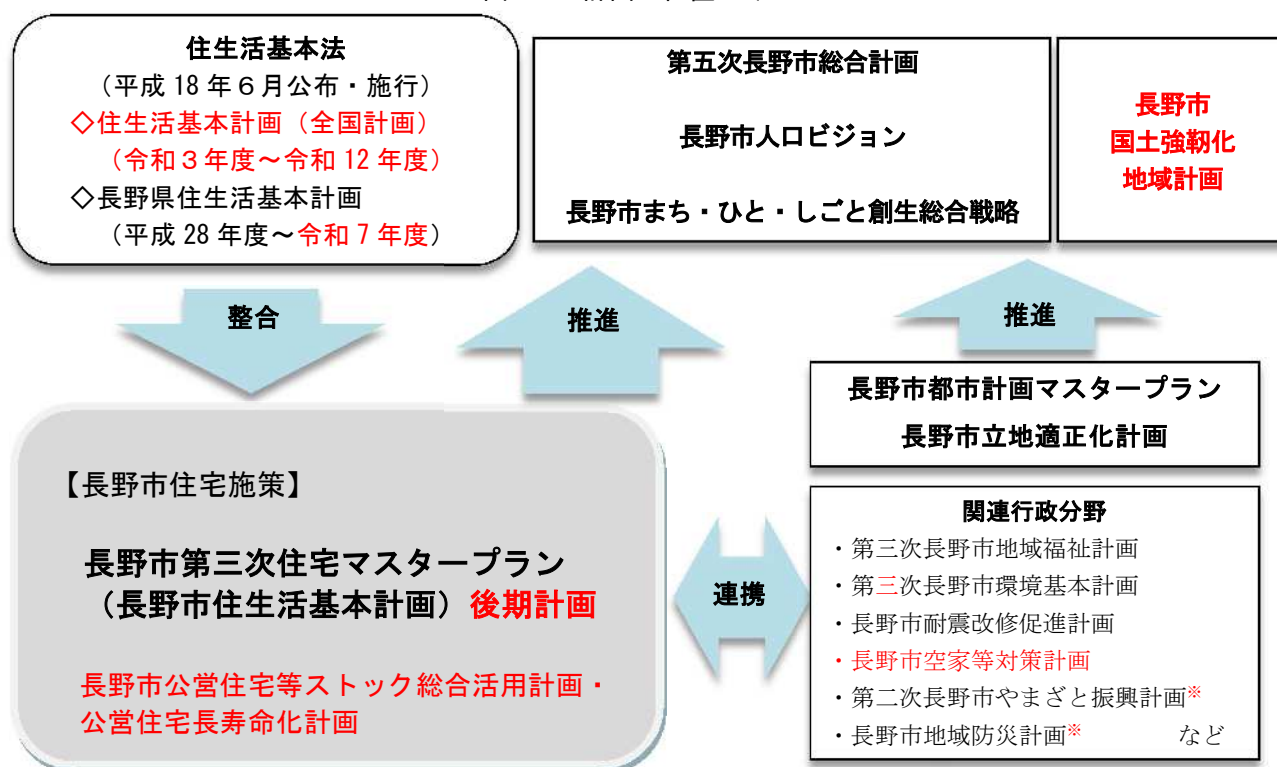 住生活基本法
（平成 18 年６月公布・施行）
◇住生活基本計画（全国計画）
（令和３年度～令和 12 年度）
◇長野県住生活基本計画
（平成 28 年度～令和 7 年度）
第五次長野市総合計画
長野市人口ビジョン
長野市まち・ひと・しごと創生総合戦略
長野市
国土強靭化
地域計画
整合
推進
推進
長野市都市計画マスタープラン
長野市立地適正化計画
【長野市住宅施策】
長野市第三次住宅マスタープラン
（長野市住生活基本計画）後期計画
長野市公営住宅等ストック総合活用計画・
公営住宅長寿命化計画
連携
関連行政分野
・第三次長野市地域福祉計画
・第三次長野市環境基本計画
・長野市耐震改修促進計画
・長野市空家等対策計画
・第二次長野市やまざと振興計画※
・長野市地域防災計画※ など